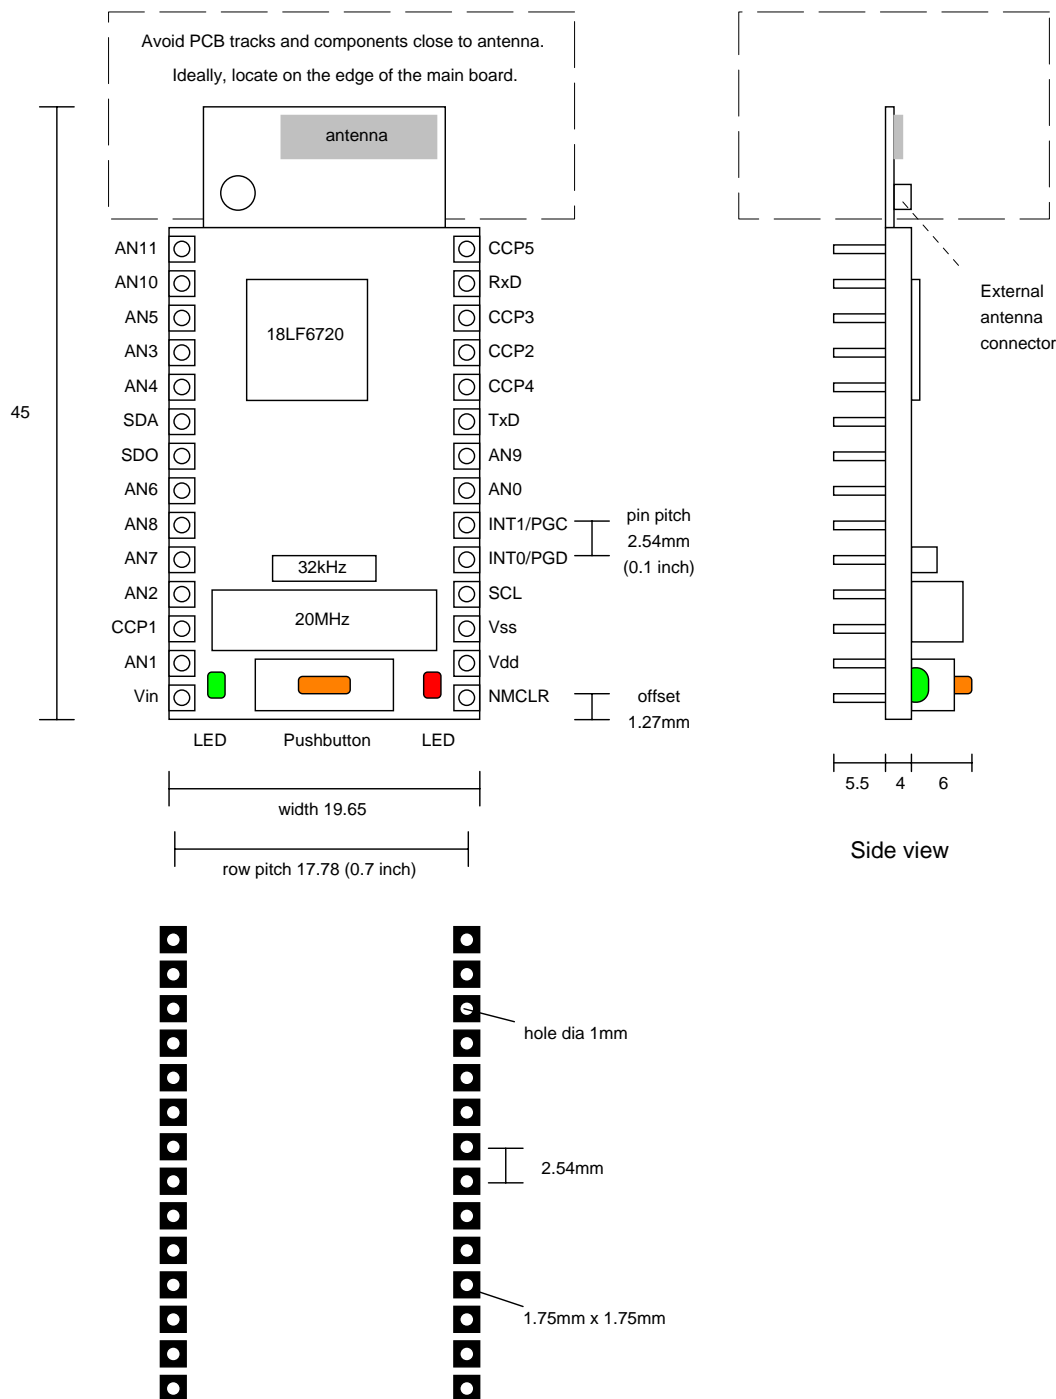 Avoid PCB tracks and components close to antenna.
Ideally, locate on the edge of the main board.
antenna
AN11
CCP5
AN10
RxD
AN5
18LF6720
CCP3
AN3
CCP2
AN4
CCP4
45
SDA
TxD
SDO
AN9
AN6
AN0
AN8
INT1/PGC
AN7
32kHz
INT0/PGD
AN2
SCL
CCP1
20MHz
Vss
AN1
Vdd
Vin
NMCLR
pin pitch
2.54mm
(0.1 inch)
offset
1.27mm
LED
Pushbutton
LED
width 19.65
row pitch 17.78 (0.7 inch)
External
antenna
connector
5.5
4
6
Side view
hole dia 1mm
2.54mm
1.75mm x 1.75mm